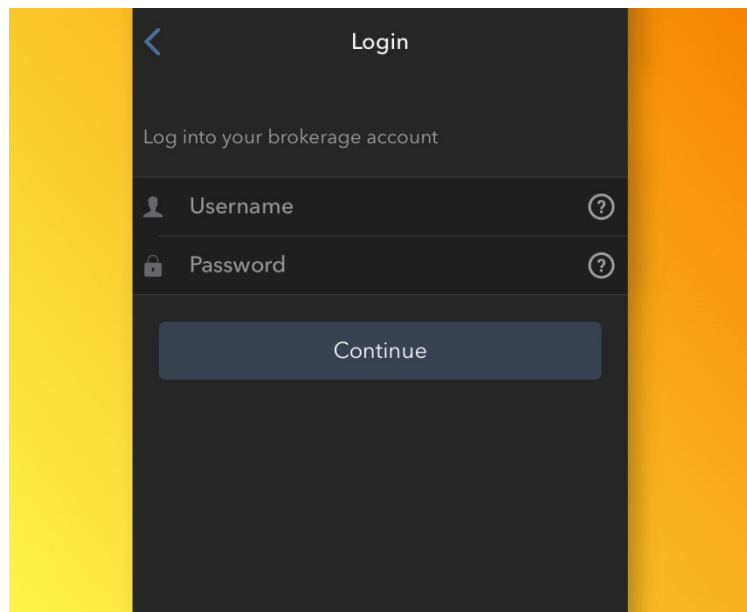 Login
Log into your brokerage account
Username ?
Password ?
Continue